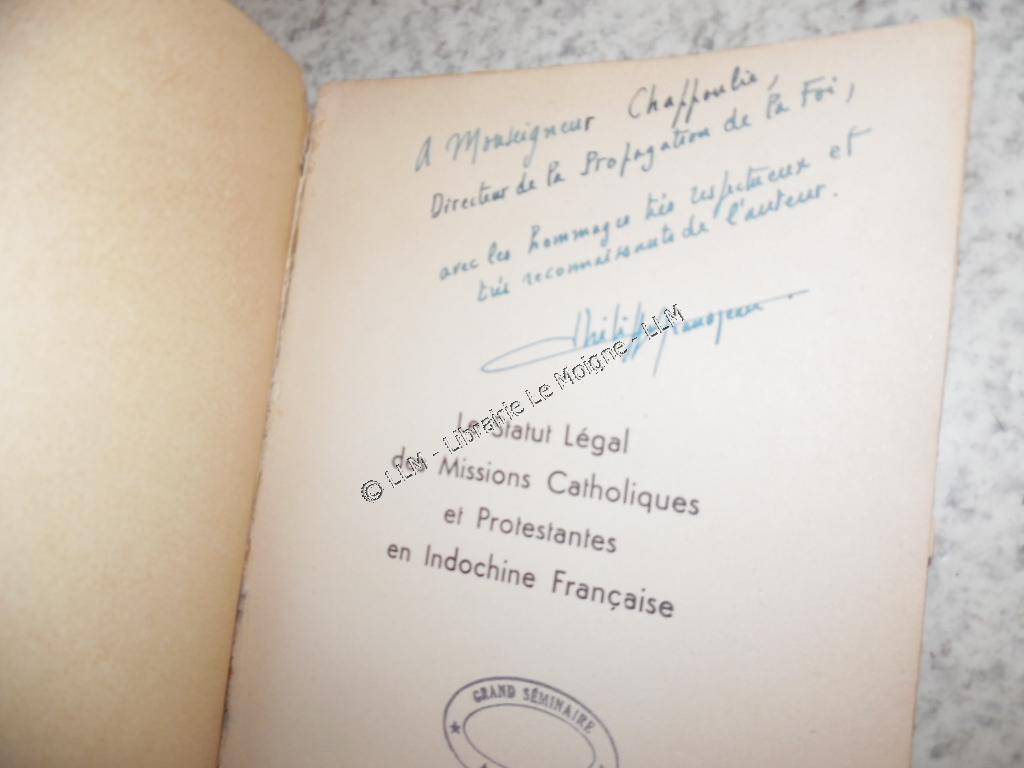 A Monseigneur Chappoulie,
Directeur de la Propagation de la Foi,
avec les hommages très respectueux et
très reconnaissants de l'auteur.
Philippe
© LLM - Librairie Le Moigne - LLM
Le Statut Légal
des Missions Catholiques
et Protestantes
en Indochine Française
GRAND SÉMINAIRE